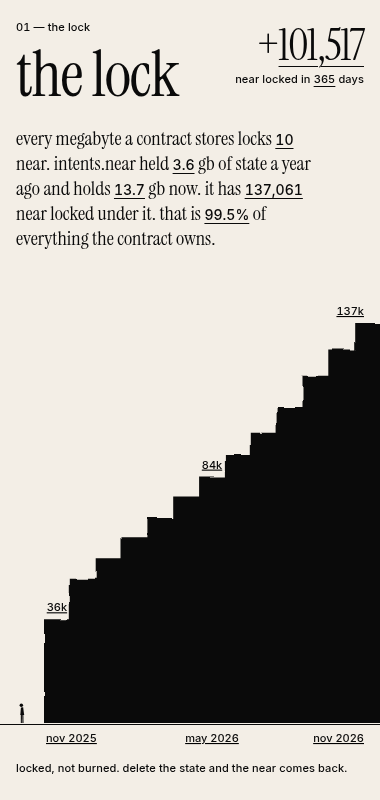 01 — the lock
the lock
+101,517
near locked in 365 days
every megabyte a contract stores locks 10
near. intents.near held 3.6 gb of state a year
ago and holds 13.7 gb now. it has 137,061
near locked under it. that is 99.5% of
everything the contract owns.
137k
84k
36k
nov 2025
may 2026
nov 2026
locked, not burned. delete the state and the near comes back.